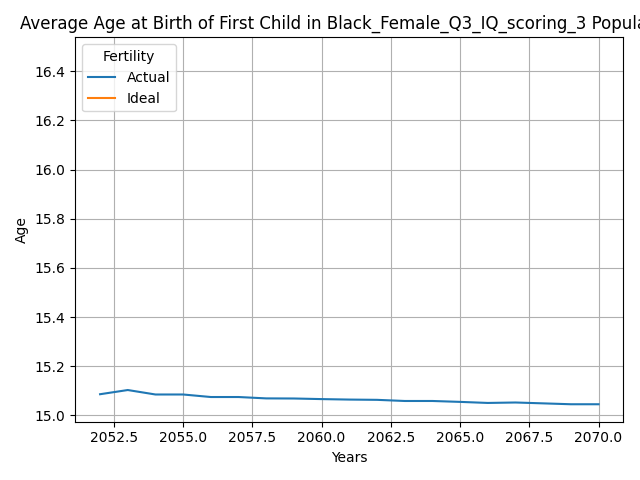 Average Age at Birth of First Child in Black_Female_Q3_IQ_scoring_3
Fertility
Actual
Ideal
16.4
16.2
16.0
15.8
15.6
15.4
15.2
15.0
Age
2052.5 2055.0 2057.5 2060.0 2062.5 2065.0 2067.5 2070.0
Years